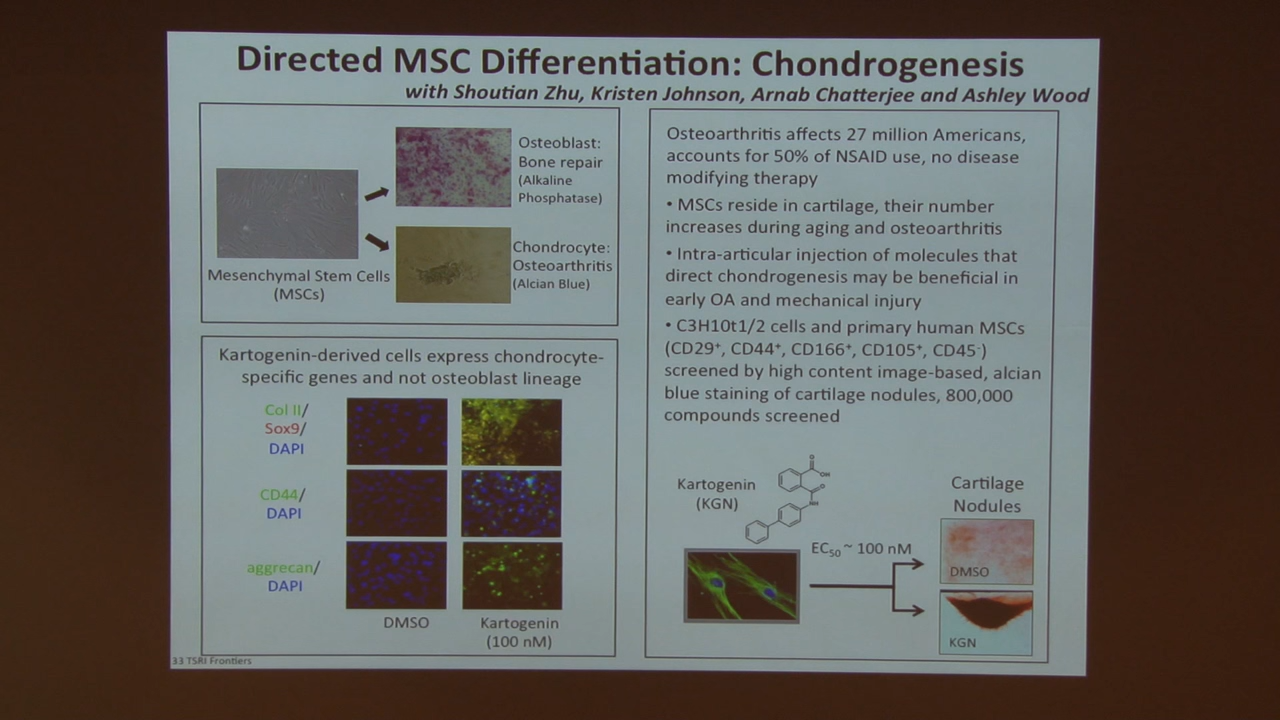 Directed MSC Differentiation: Chondrogenesis
with Shoutian Zhu, Kristen Johnson, Arnab Chatterjee and Ashley Wood
Osteoblast:
Bone repair
(Alkaline
Phosphatase)
Chondrocyte:
Osteoarthritis
(Alcian Blue)
Mesenchymal Stem Cells
(MSCs)
Kartogenin-derived cells express chondrocyte-
specific genes and not osteoblast lineage
Col II/
Sox9/
DAPI
CD44/
DAPI
aggrecan/
DAPI
DMSO
Kartogenin
(100 nM)
Osteoarthritis affects 27 million Americans,
accounts for 50% of NSAID use, no disease
modifying therapy
• MSCs reside in cartilage, their number
increases during aging and osteoarthritis
• Intra-articular injection of molecules that
direct chondrogenesis may be beneficial in
early OA and mechanical injury
• C3H10t1/2 cells and primary human MSCs
(CD29⁺, CD44⁺, CD166⁺, CD105⁺, CD45⁻)
screened by high content image-based, alcian
blue staining of cartilage nodules, 800,000
compounds screened
Kartogenin
(KGN)
O
OH
O
NH
EC₅₀ ~ 100 nM
Cartilage
Nodules
DMSO
KGN
33 TSRI Frontiers